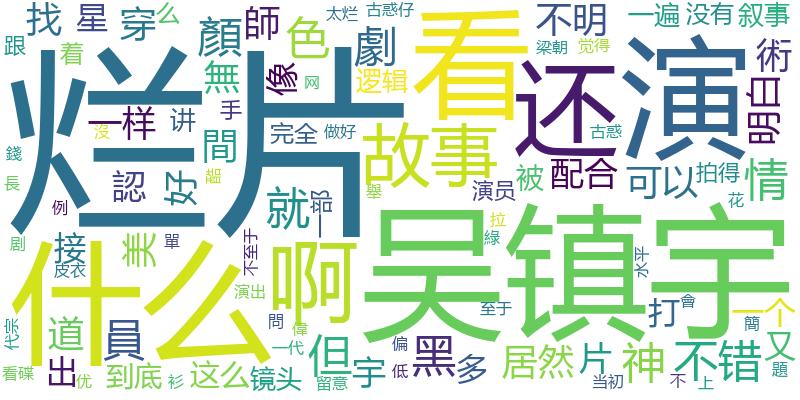 找 星 穿 么 師 太烂 古惑仔 不明 一遍 没有 叙事
跟 着 顏 色 劇 梁朝 觉得 術
烂片 無 像 网 逻辑 看 还 演 明白
一样 讲 手 間 完全 做好 故事 古惑
沒 錢 長 認 好 醋 舉 被 配合 可以 拍得 情
例 就 一部 演员 花
剧 接 美 單 不至于 啊 拉 綠 吴镇宇 水平
皮衣 什么 演出 至于
代宗 道 員 問 偉 打 會 簡 一个
出 一代 但 宇 偏 黑 多 居然 片 神 不错 又
看碟 优 到底 衫 这么 镜头 留意 低 当初 不 上 題